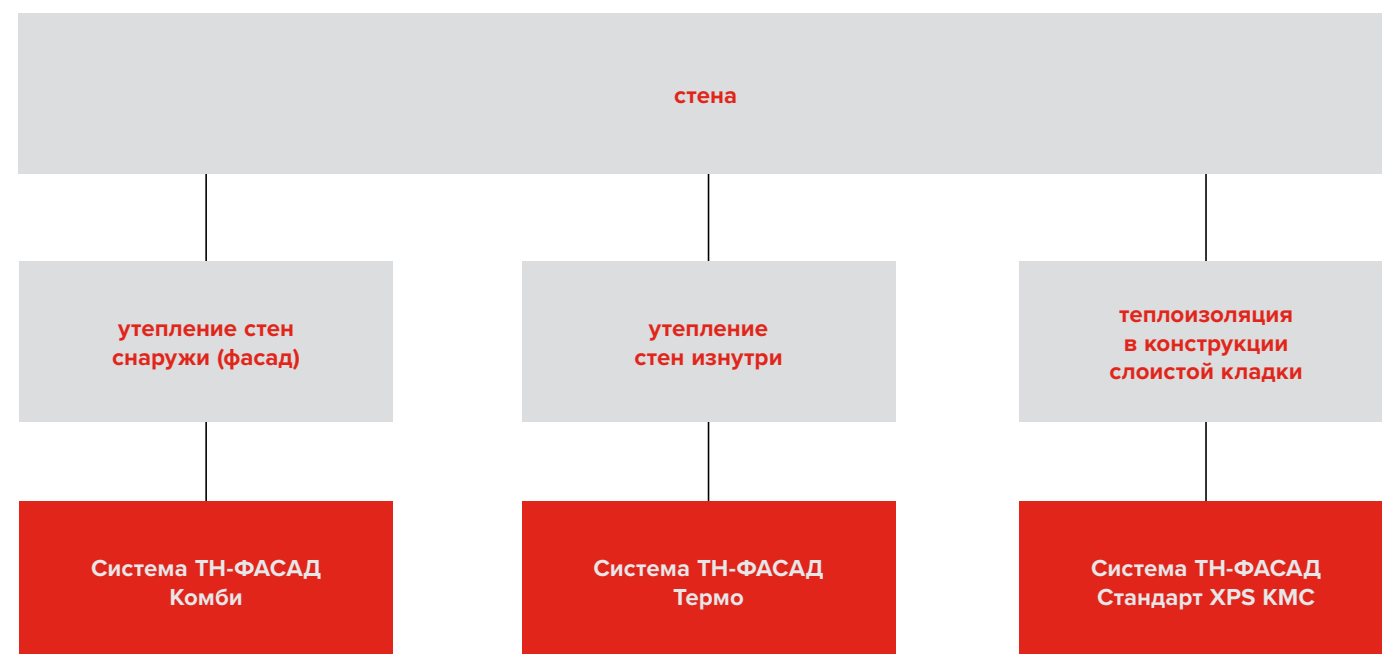 стена
утепление стен
снаружи (фасад)
утепление
стен изнутри
теплоизоляция
в конструкции
слоистой кладки
Система ТН-ФАСАД
Комби
Система ТН-ФАСАД
Термо
Система ТН-ФАСАД
Стандарт XPS КМС